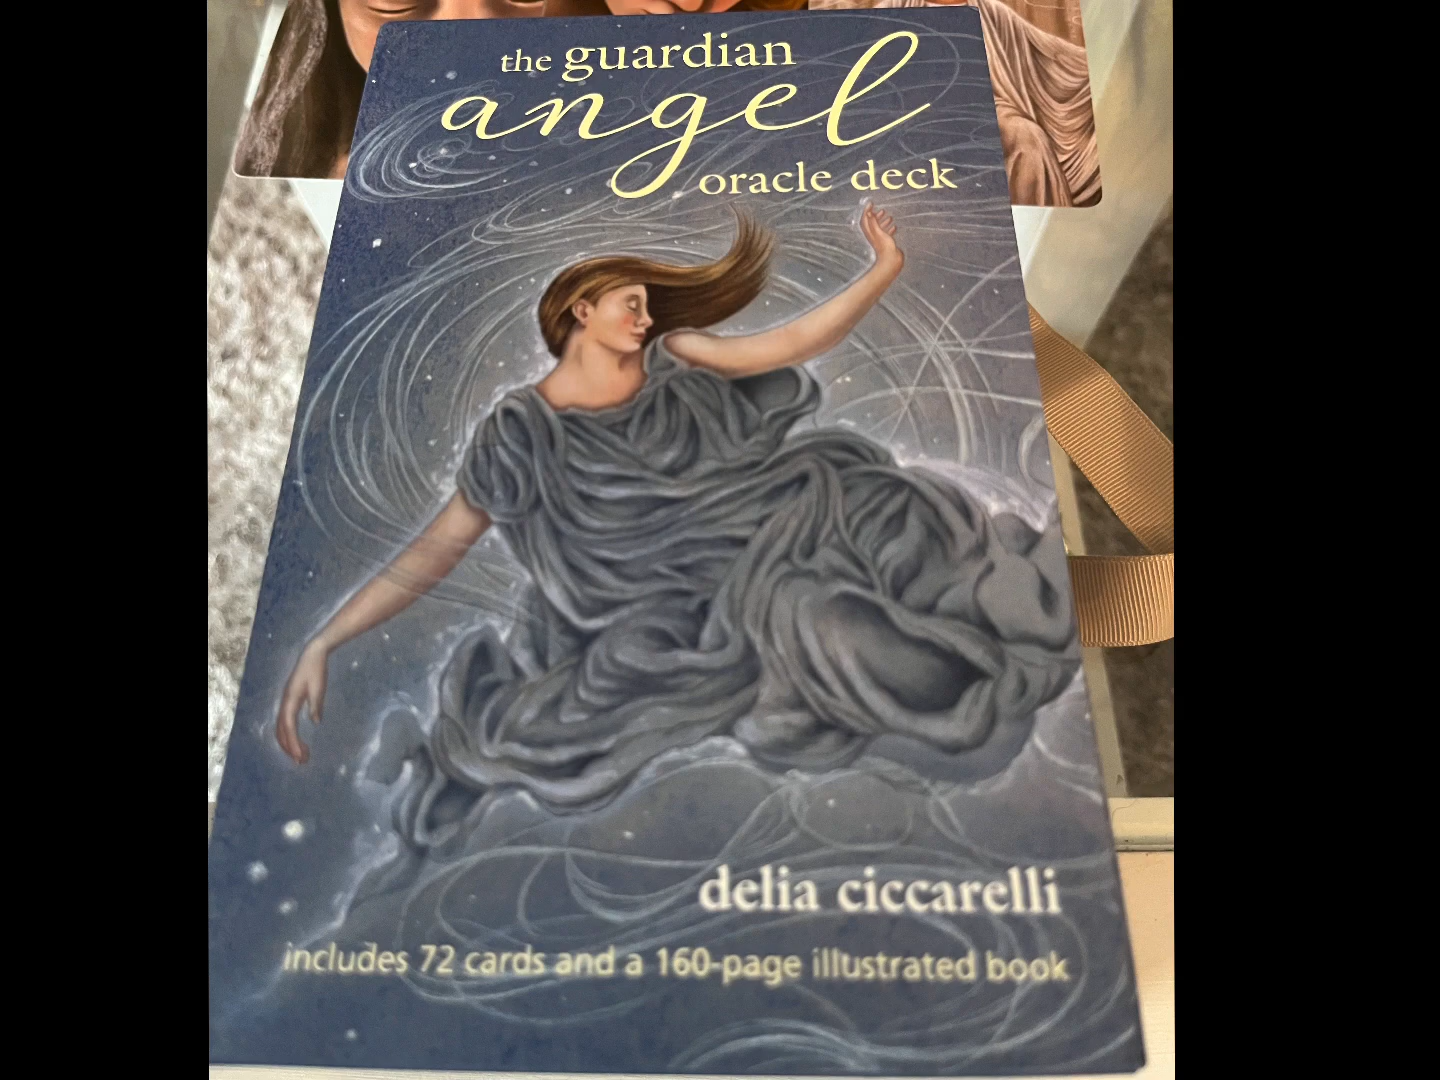 the guardian
angel
oracle deck
delia ciccarelli
includes 72 cards and a 160-page illustrated book